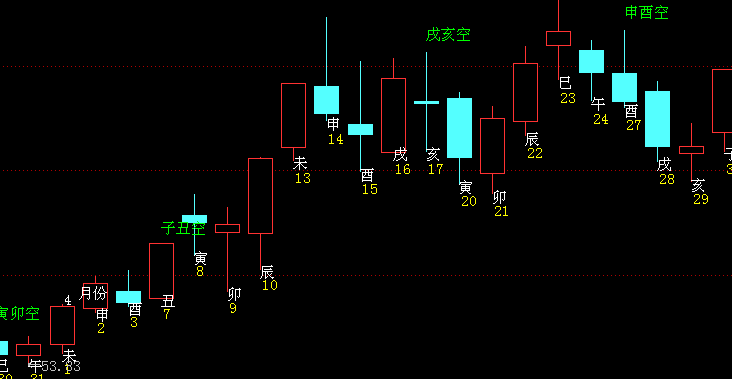 申酉空
戌亥空
巳
23
午
24
酉
27
申
14
辰
22
子
3
未
13
酉
15
戌
16
亥
17
戌
28
寅
20
卯
21
亥
29
子丑空
寅
8
辰
10
卯
9
月份
4
申
2
酉
3
丑
7
寅卯空
未
1
午
31
53.83
巳
30